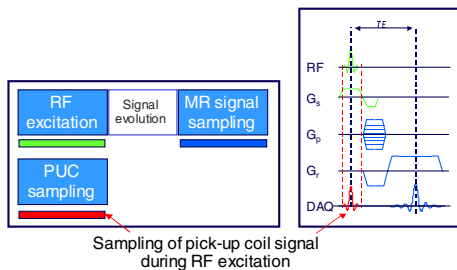 RF excitation
Signal evolution
MR signal sampling
PUC sampling
TE
RF
Gs
Gp
Gr
DAQ
Sampling of pick-up coil signal
during RF excitation